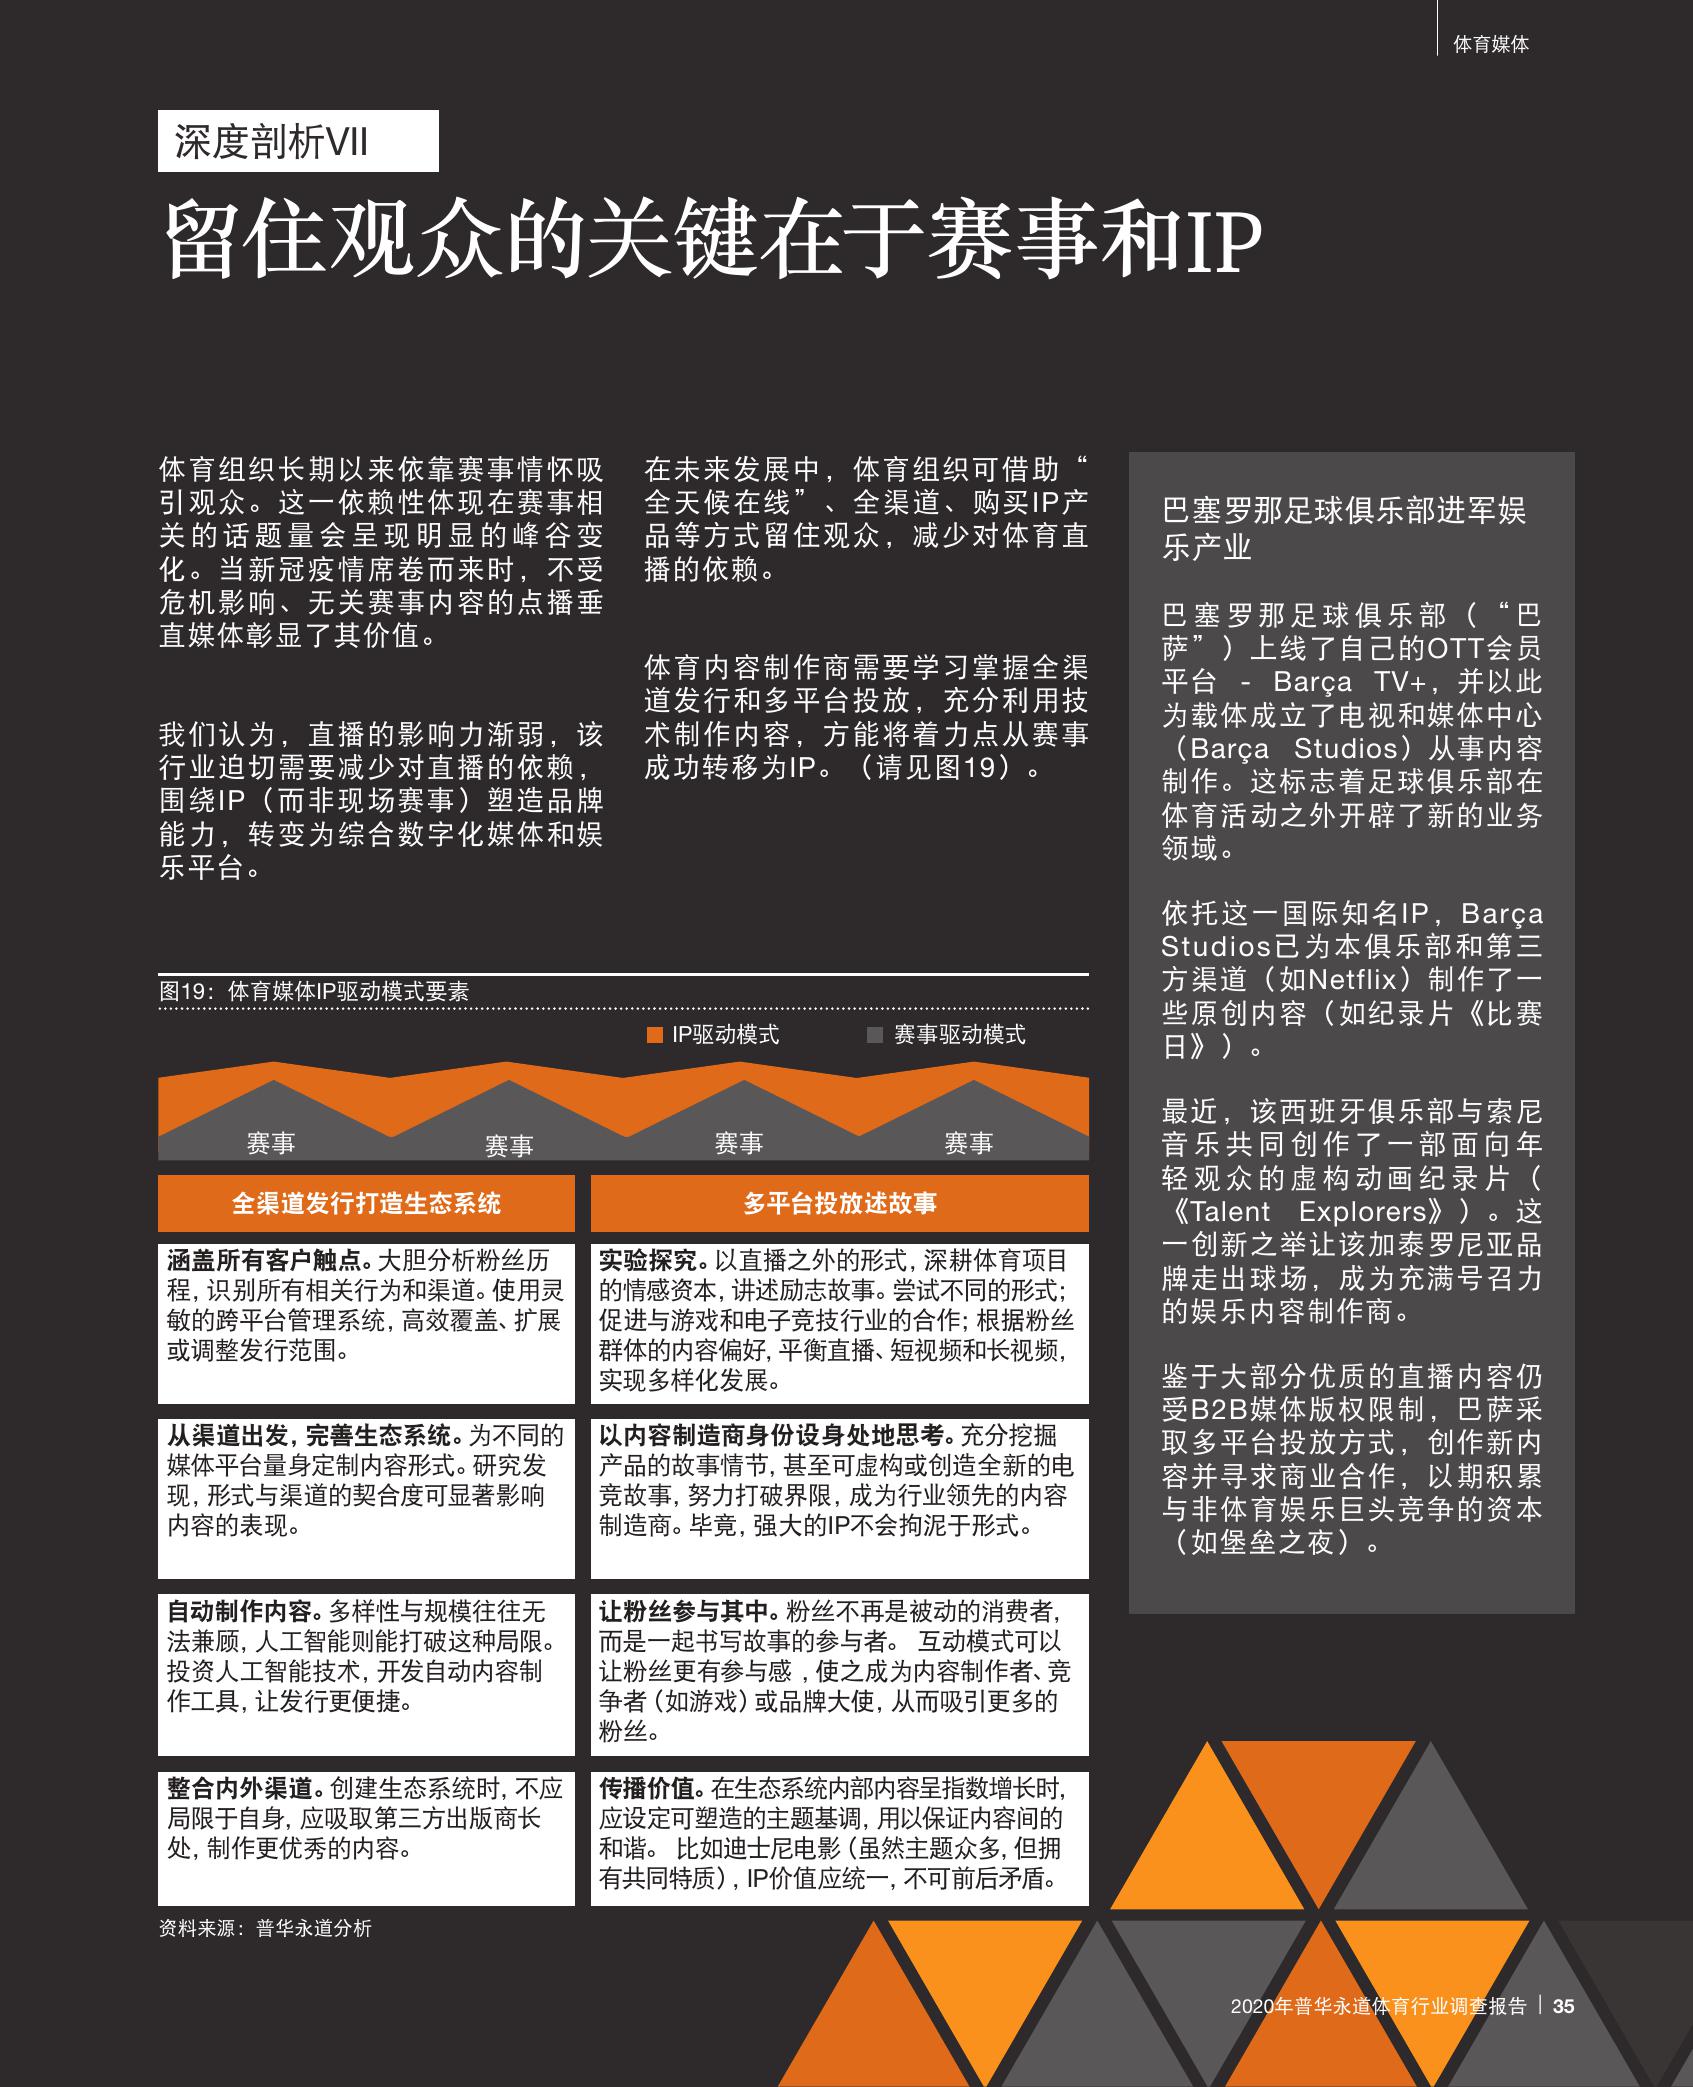 体育媒体
深度剖析VII
留住观众的关键在于赛事和IP
体育组织长期以来依靠赛事情怀吸
引观众。这一依赖性体现在赛事相
关的话题量会呈现明显的峰谷变
化。当新冠疫情席卷而来时，不受
危机影响、无关赛事内容的点播垂
直媒体彰显了其价值。
我们认为，直播的影响力渐弱，该
行业迫切需要减少对直播的依赖，
围绕IP（而非现场赛事）塑造品牌
能力，转变为综合数字化媒体和娱
乐平台。
在未来发展中，体育组织可借助“
全天候在线”、全渠道、购买IP产
品等方式留住观众，减少对体育直
播的依赖。
体育内容制作商需要学习掌握全渠
道发行和多平台投放，充分利用技
术制作内容，方能将着力点从赛事
成功转移为IP。（请见图19）。
巴塞罗那足球俱乐部进军娱
乐产业
巴塞罗那足球俱乐部（“巴
萨”）上线了自己的OTT会员
平台 - Barça TV+，并以此
为载体成立了电视和媒体中心
（Barça Studios）从事内容
制作。这标志着足球俱乐部在
体育活动之外开辟了新的业务
领域。
依托这一国际知名IP，Barça
Studios已为本俱乐部和第三
方渠道（如Netflix）制作了一
些原创内容（如纪录片《比赛
日》）。
最近，该西班牙俱乐部与索尼
音乐共同创作了一部面向年
轻观众的虚构动画纪录片（
《Talent Explorers》）。这
一创新之举让该加泰罗尼亚品
牌走出球场，成为充满号召力
的娱乐内容制作商。
鉴于大部分优质的直播内容仍
受B2B媒体版权限制，巴萨采
取多平台投放方式，创作新内
容并寻求商业合作，以期积累
与非体育娱乐巨头竞争的资本
（如堡垒之夜）。
图19：体育媒体IP驱动模式要素
IP驱动模式 赛事驱动模式
赛事 赛事 赛事 赛事
全渠道发行打造生态系统
涵盖所有客户触点。大胆分析粉丝历
程，识别所有相关行为和渠道。使用灵
敏的跨平台管理系统，高效覆盖、扩展
或调整发行范围。
从渠道出发，完善生态系统。为不同的
媒体平台量身定制内容形式。研究发
现，形式与渠道的契合度可显著影响
内容的表现。
自动制作内容。多样性与规模往往无
法兼顾，人工智能则能打破这种局限。
投资人工智能技术，开发自动内容制
作工具，让发行更便捷。
整合内外渠道。创建生态系统时，不应
局限于自身，应吸取第三方出版商长
处，制作更优秀的内容。
多平台投放述故事
实验探究。以直播之外的形式，深耕体育项目
的情感资本，讲述励志故事。尝试不同的形式；
促进与游戏和电子竞技行业的合作；根据粉丝
群体的内容偏好，平衡直播、短视频和长视频，
实现多样化发展。
以内容制造商身份设身处地思考。充分挖掘
产品的故事情节，甚至可虚构或创造全新的电
竞故事，努力打破界限，成为行业领先的内容
制造商。毕竟，强大的IP不会拘泥于形式。
让粉丝参与其中。粉丝不再是被动的消费者，
而是一起书写故事的参与者。 互动模式可以
让粉丝更有参与感 ，使之成为内容制作者、竞
争者（如游戏）或品牌大使，从而吸引更多的
粉丝。
传播价值。在生态系统内部内容呈指数增长时，
应设定可塑造的主题基调，用以保证内容间的
和谐。 比如迪士尼电影（虽然主题众多，但拥
有共同特质），IP价值应统一，不可前后矛盾。
资料来源：普华永道分析
2020年普华永道体育行业调查报告 35